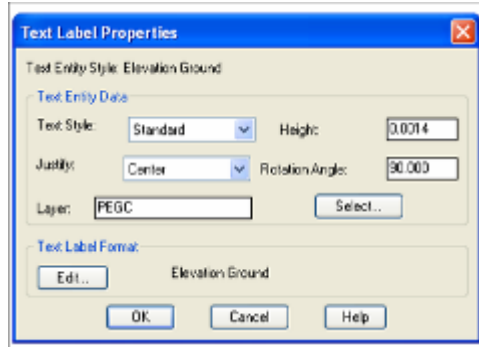 Text Label Properties
Text Entity Style: Elevation Ground
Text Entity Data
Text Style: Standard Height: 0.0014
Justify: Center Rotation Angle: 90.000
Layer: PEGC Select..
Text Label Format
Edit.. Elevation Ground
OK Cancel Help